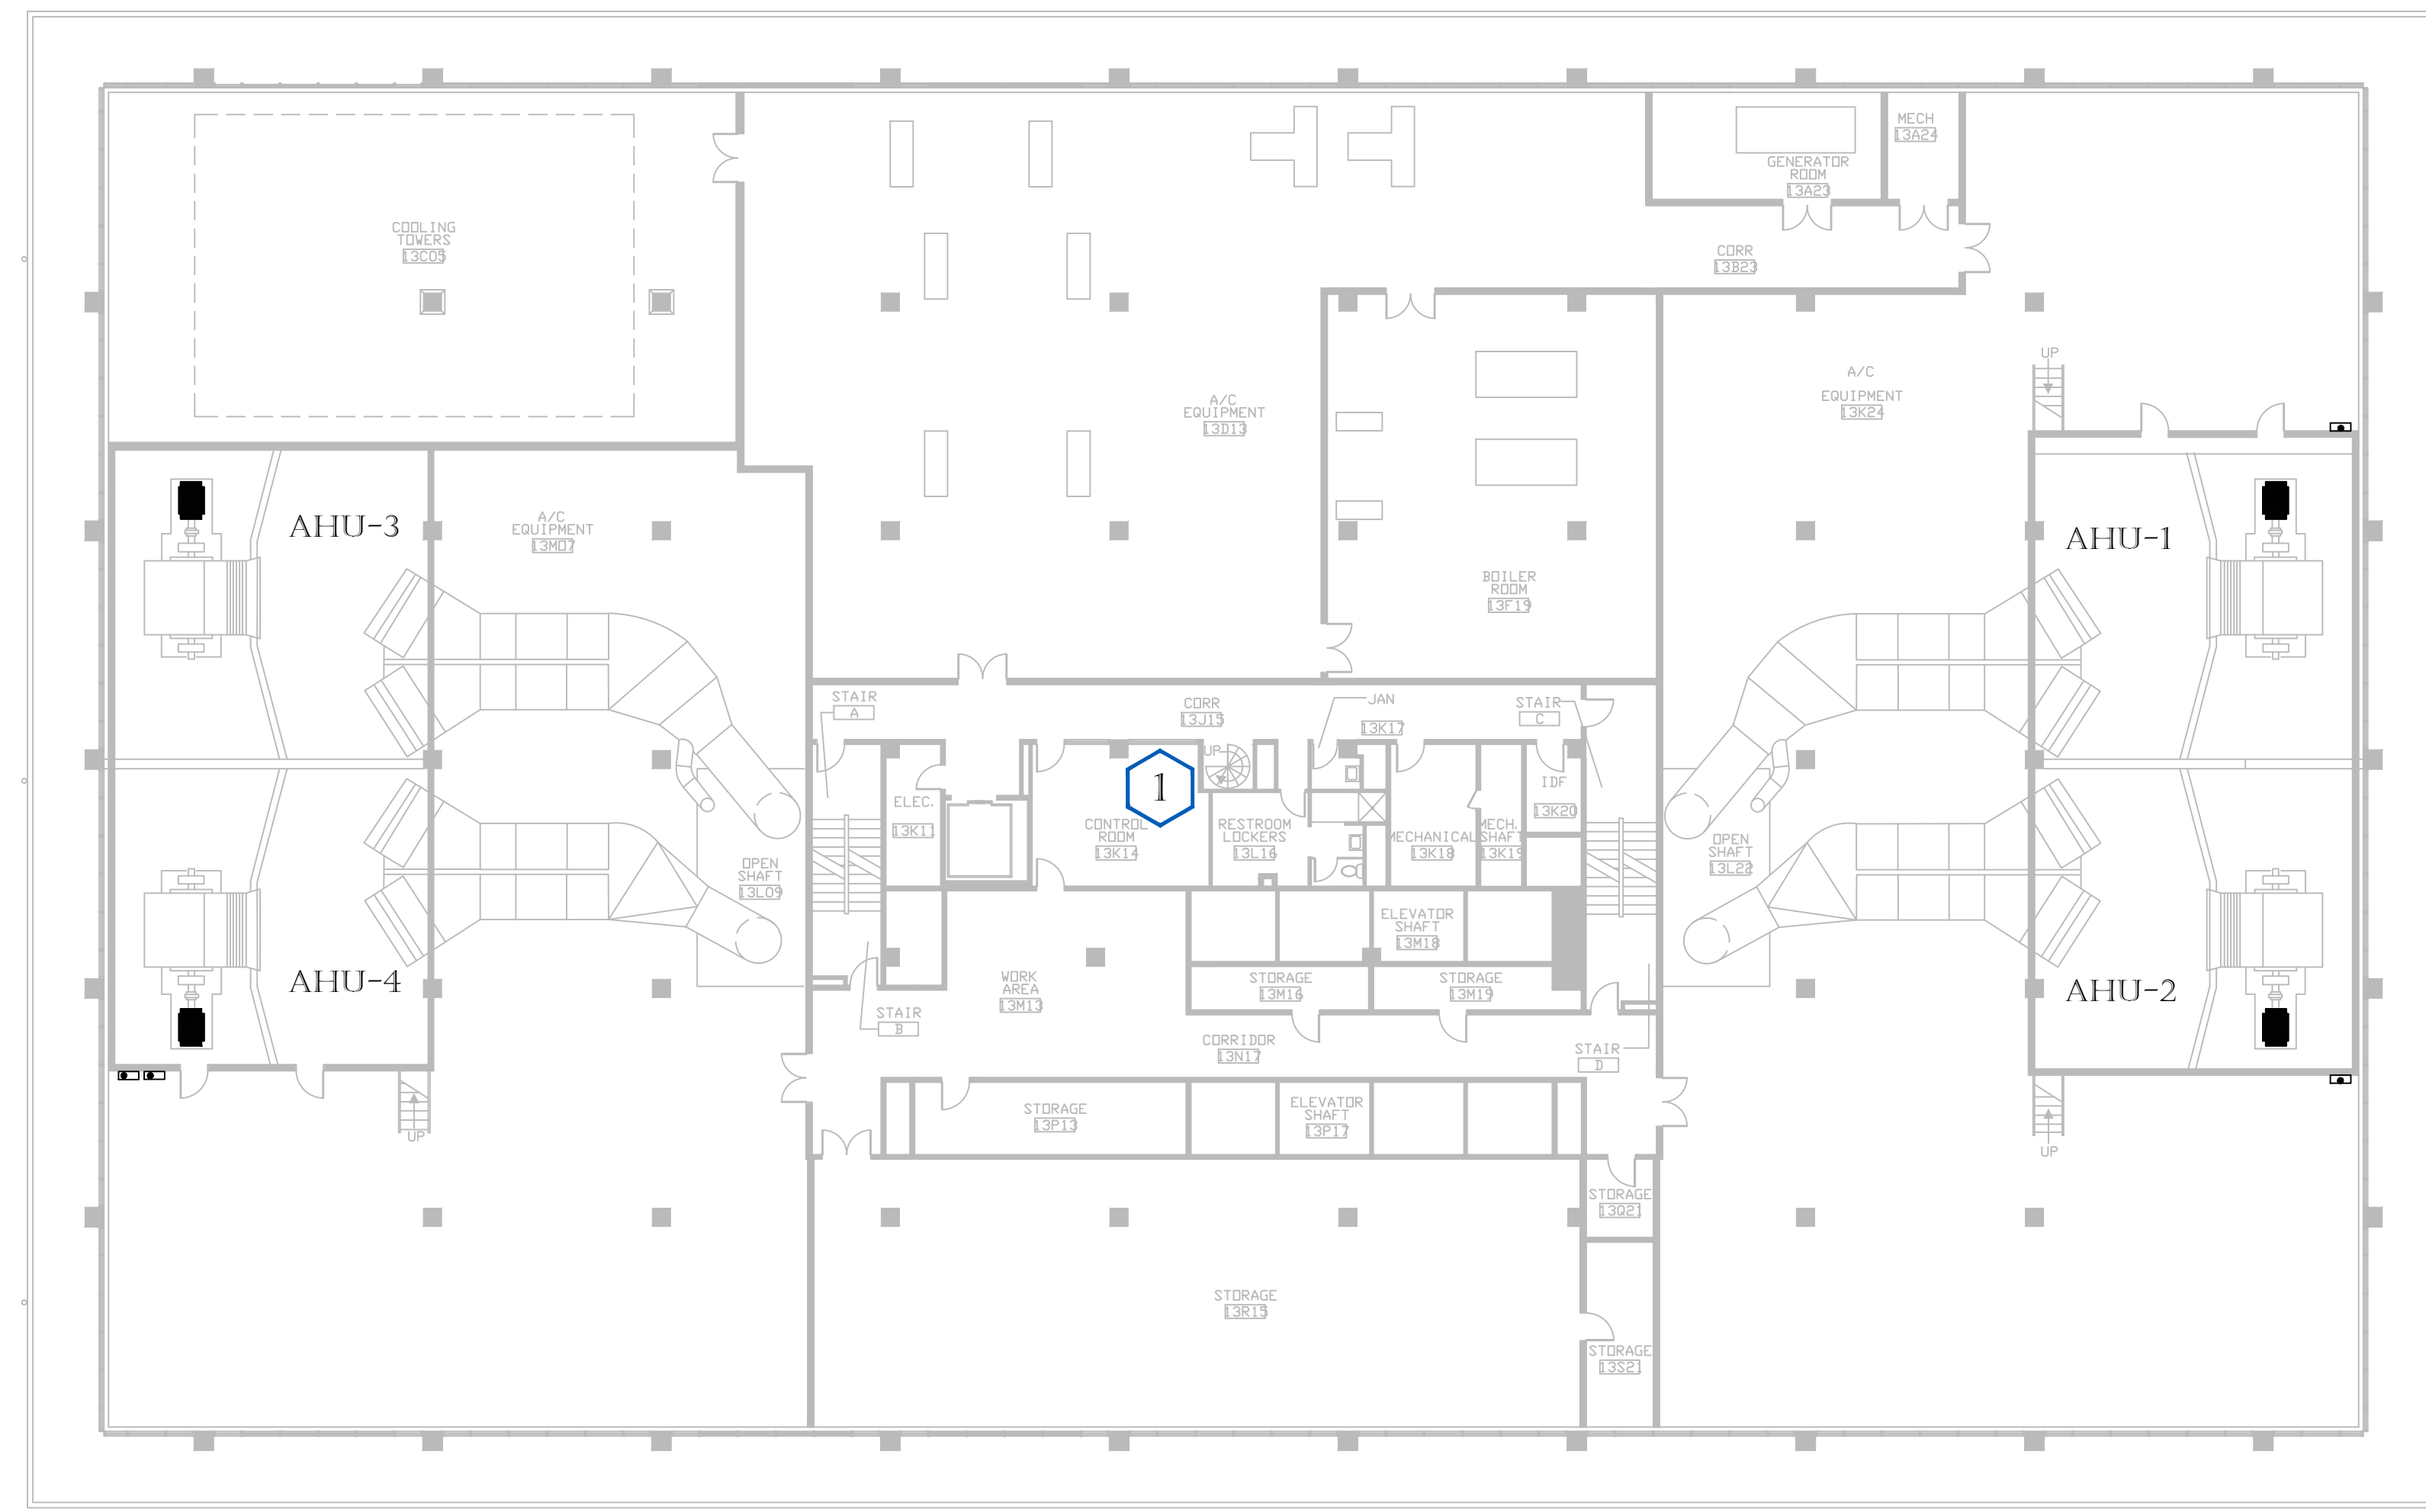 MECH
13A24
GENERATOR
ROOM
13A23
COOLING
TOWERS
13C05
CORR
13B23
UP
A/C
EQUIPMENT
13K24
A/C
EQUIPMENT
13D13
AHU-3
A/C
EQUIPMENT
13M07
AHU-1
BOILER
ROOM
13F19
STAIR
A
CORR
13J15
JAN
13K17
STAIR
C
UP
1
IDF
13K20
ELEC.
13K11
CONTROL
ROOM
13K14
RESTROOM
LOCKERS
13L16
MECHANICAL
13K18
MECH.
SHAFT
13K19
OPEN
SHAFT
13L09
OPEN
SHAFT
13L22
ELEVATOR
SHAFT
13M18
AHU-4
WORK
AREA
13M13
STORAGE
13M16
STORAGE
13M19
AHU-2
STAIR
B
CORRIDOR
13N17
STAIR
D
UP
STORAGE
13P13
ELEVATOR
SHAFT
13P17
UP
STORAGE
13Q21
STORAGE
13R15
STORAGE
13S21